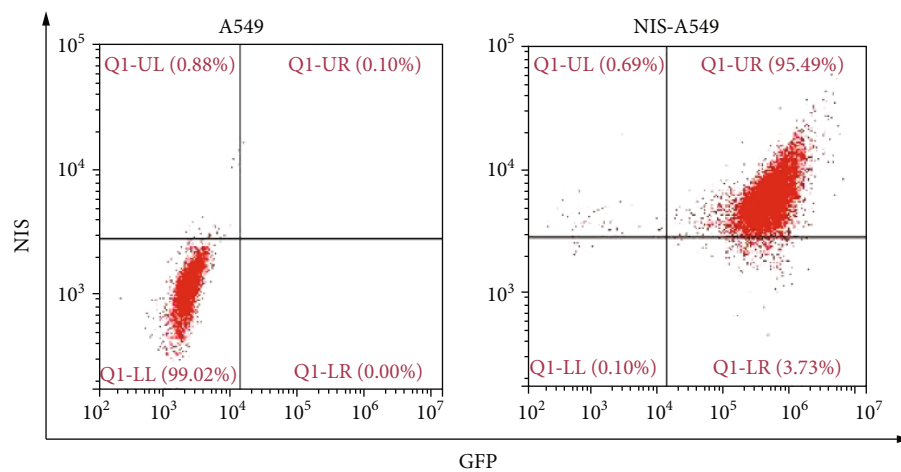 A549
NIS-A549
10^5
Q1-UL (0.88%)
Q1-UR (0.10%)
10^4
10^3
Q1-LL (99.02%)
Q1-LR (0.00%)
10^2 10^3 10^4 10^5 10^6 10^7
10^5
Q1-UL (0.69%)
Q1-UR (95.49%)
10^4
10^3
Q1-LL (0.10%)
Q1-LR (3.73%)
10^2 10^3 10^4 10^5 10^6 10^7
NIS
GFP